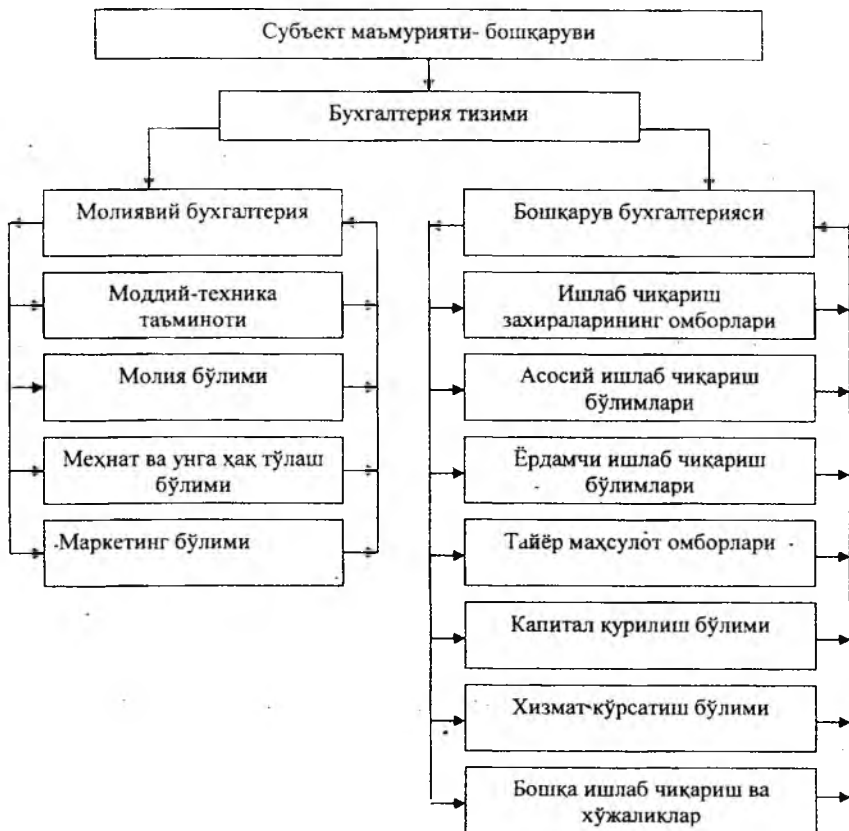 Субъект маъмурияти- бошқаруви
Бухгалтерия тизими
Молиявий бухгалтерия
Моддий-техника
таъминоти
Молия бўлими
Меҳнат ва унга ҳақ тўлаш
бўлими
Маркетинг бўлими
Бошқарув бухгалтерияси
Ишлаб чиқариш
захираларининг омборлари
Асосий ишлаб чиқариш
бўлимлари
Ёрдамчи ишлаб чиқариш
бўлимлари
Тайёр маҳсулот омборлари
Капитал қурилиш бўлими
Хизмат кўрсатиш бўлими
Бошқа ишлаб чиқариш ва
хўжаликлар